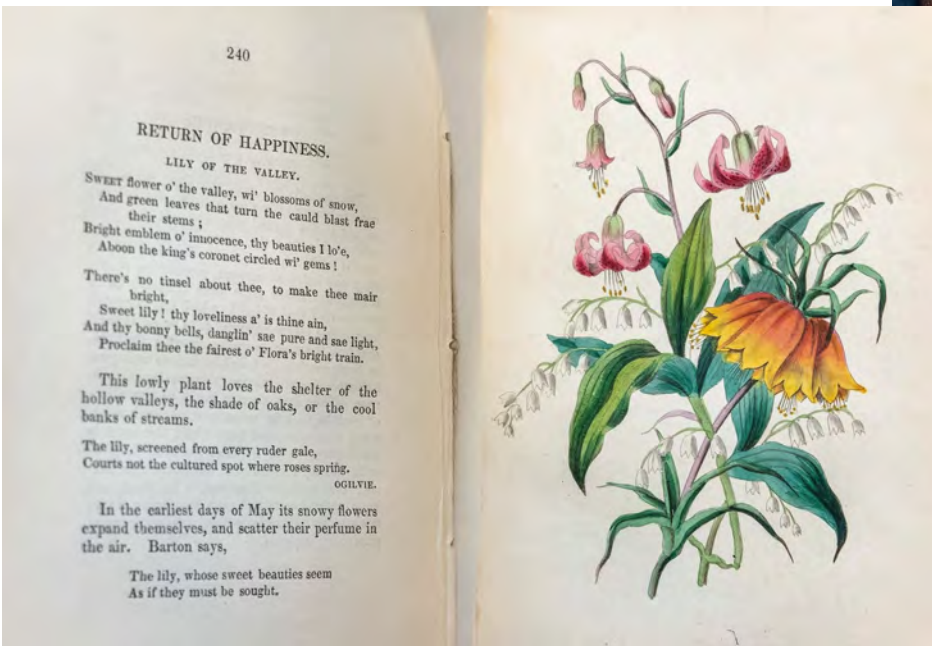 240
RETURN OF HAPPINESS.
LILY OF THE VALLEY.
SWEET flower o' the valley, wi' blossoms of snow,
And green leaves that turn the cauld blast frae
their stems ;
Bright emblem o' innocence, thy beauties I lo'e,
Aboon the king's coronet circled wi' gems !
There's no tinsel about thee, to make thee mair
bright,
Sweet lily ! thy loveliness a' is thine ain,
And thy bonny bells, danglin' sae pure and sae light,
Proclaim thee the fairest o' Flora's bright train.
This lowly plant loves the shelter of the
hollow valleys, the shade of oaks, or the cool
banks of streams.
The lily, screened from every ruder gale,
Courts not the cultured spot where roses spring.
OGILVIE.
In the earliest days of May its snowy flowers
expand themselves, and scatter their perfume in
the air. Barton says,
The lily, whose sweet beauties seem
As if they must be sought.